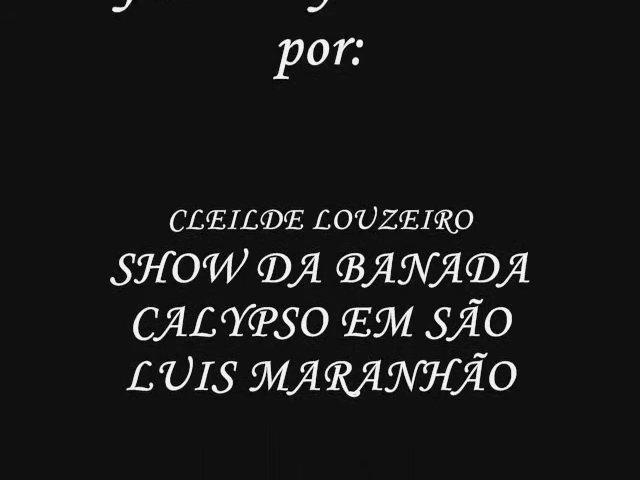 por:
CLEILDE LOUZEIRO
SHOW DA BANADA
CALYPSO EM SÃO
LUIS MARANHÃO